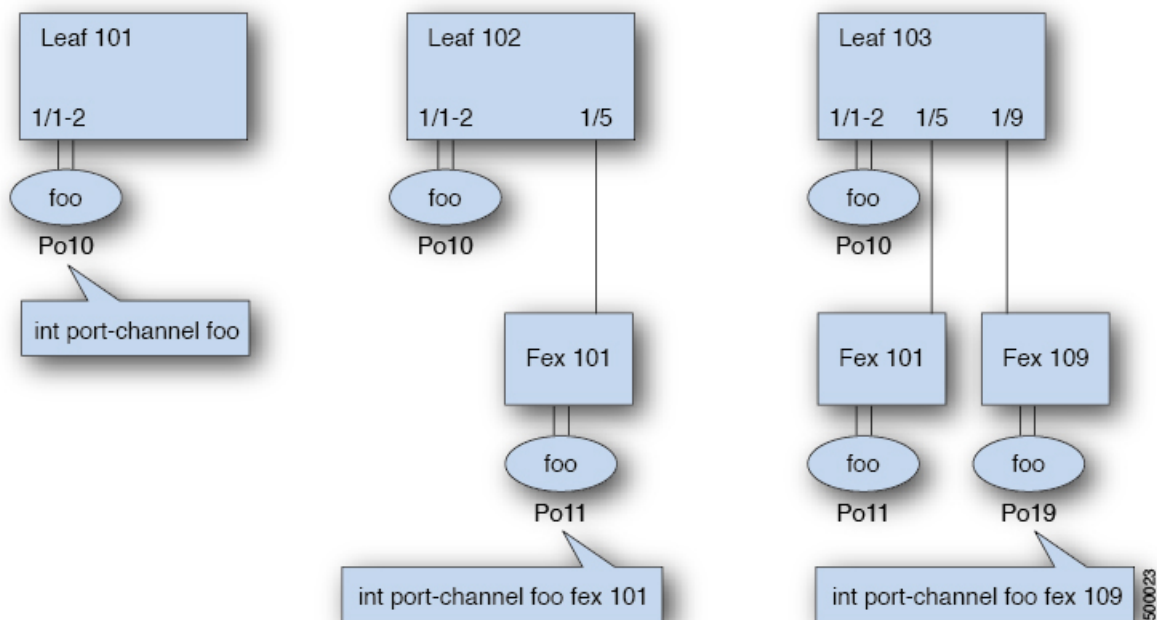 Leaf 101
1/1-2
foo
Po10
int port-channel foo
Leaf 102
1/1-2 1/5
foo
Po10
Fex 101
foo
Po11
int port-channel foo fex 101
Leaf 103
1/1-2 1/5 1/9
foo
Po10
Fex 101
foo
Po11
Fex 109
foo
Po19
int port-channel foo fex 109
500023